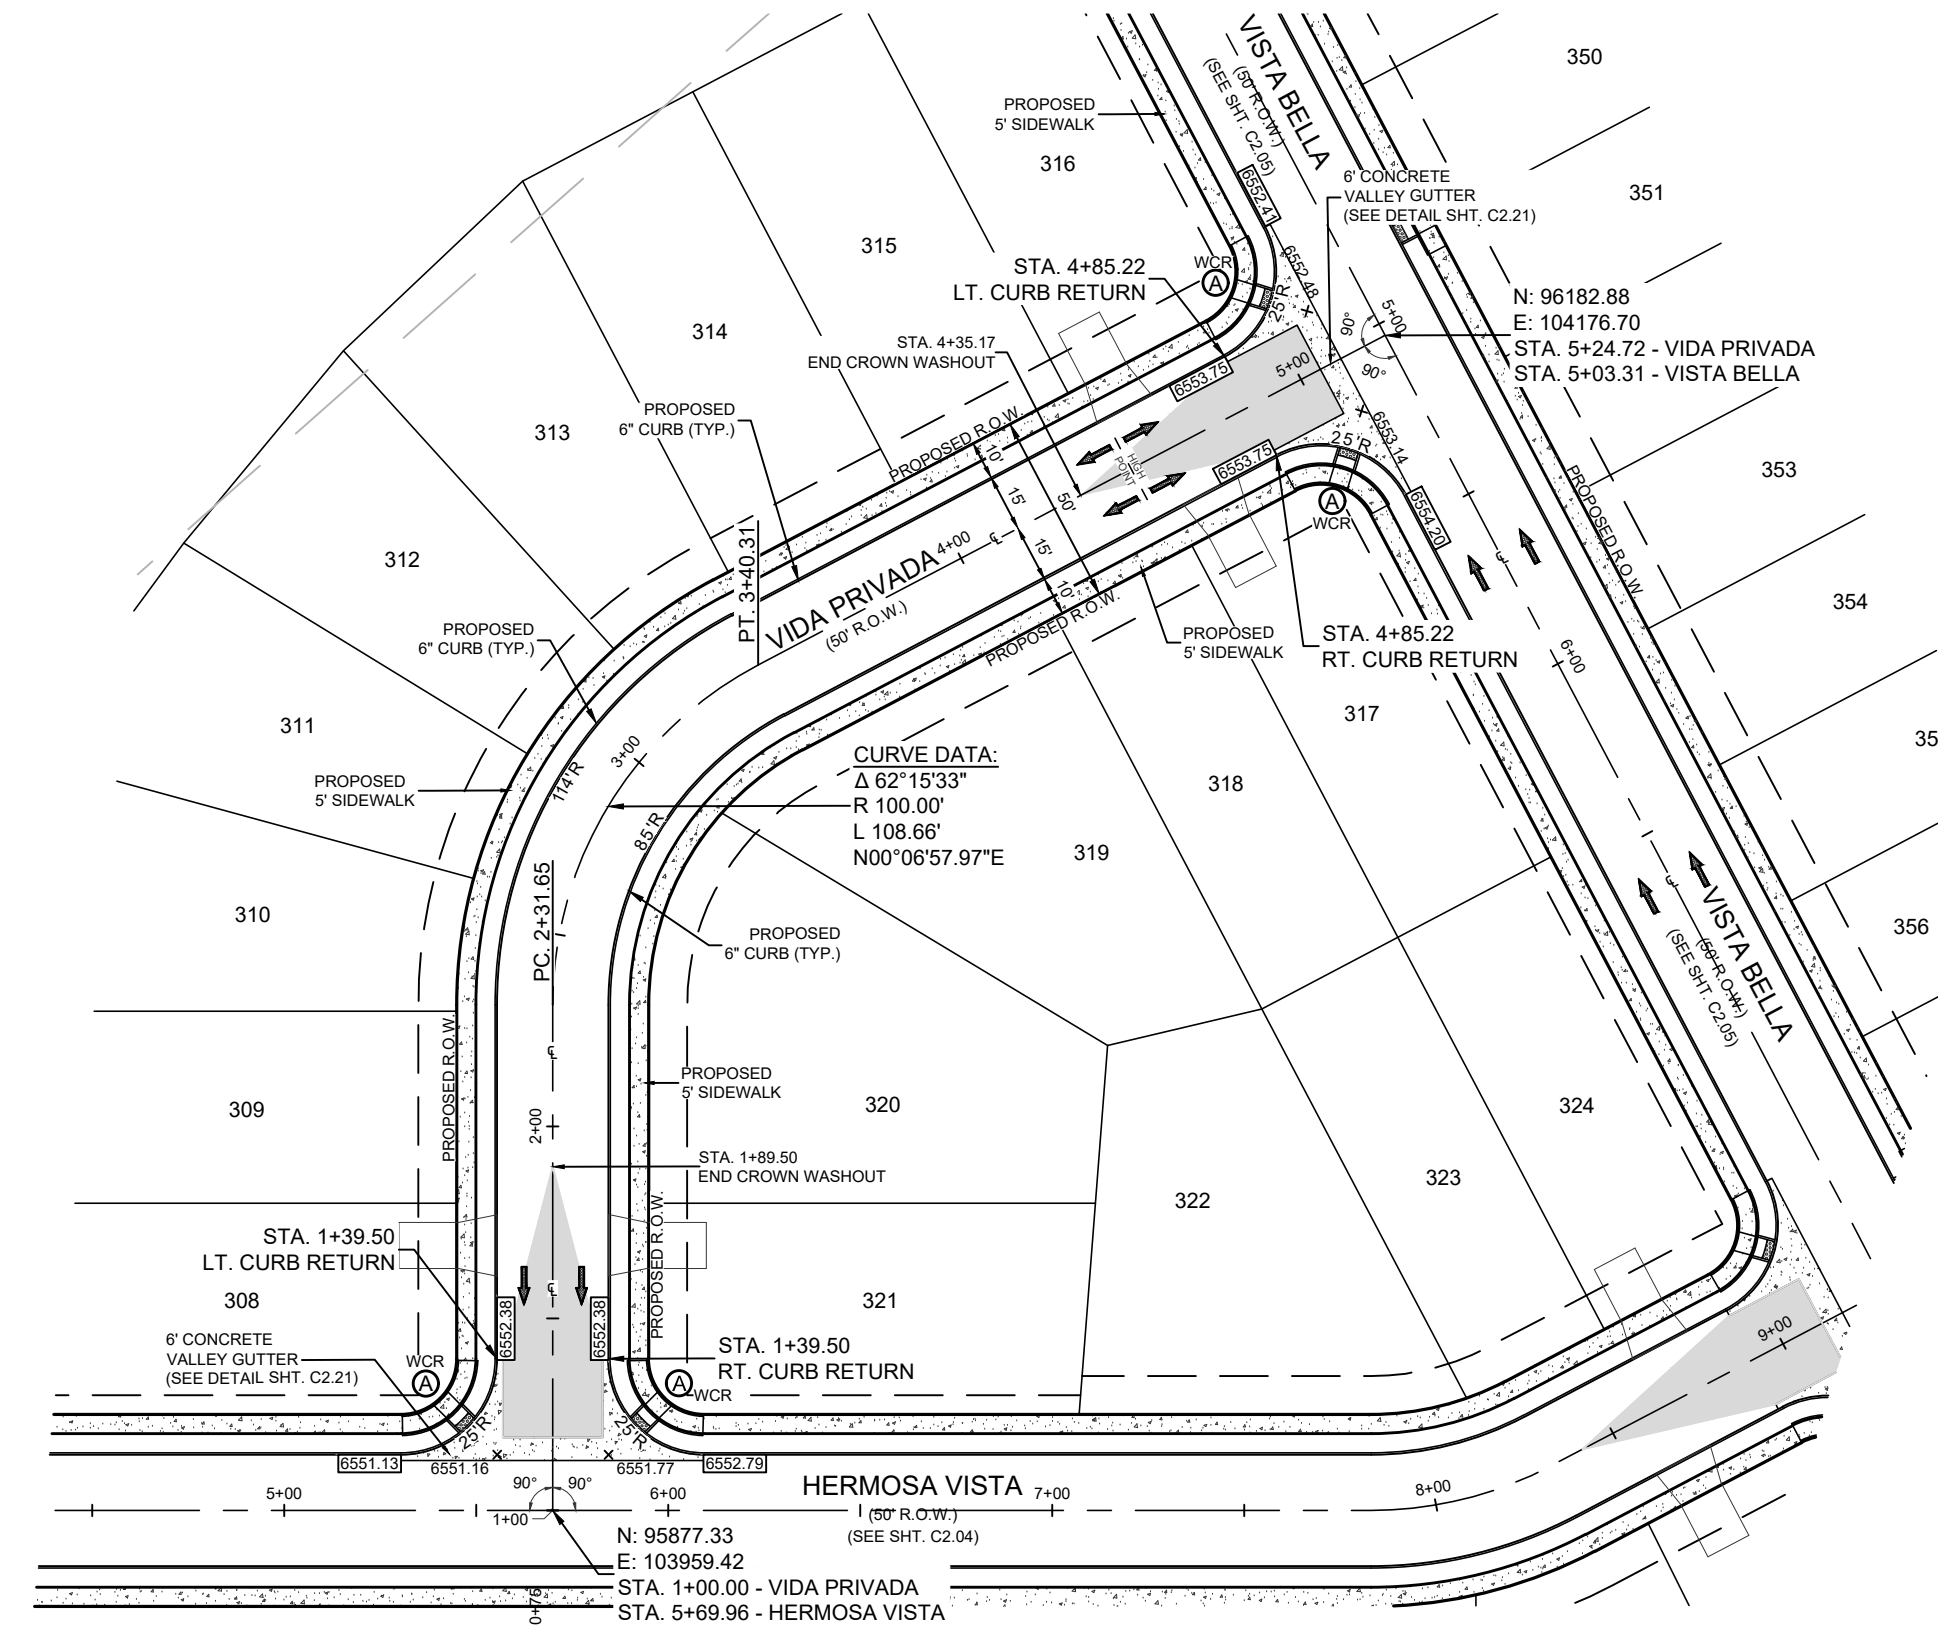 VISTA BELLA
(50' R.O.W.)
(SEE SHT. C2.05)
350
PROPOSED
5' SIDEWALK
316
6552.41
6' CONCRETE
VALLEY GUTTER
(SEE DETAIL SHT. C2.21)
351
315
STA. 4+85.22
LT. CURB RETURN
WCR
A
6552.48
25'R
90°
5+00
90°
N: 96182.88
E: 104176.70
STA. 5+24.72 - VIDA PRIVADA
STA. 5+03.31 - VISTA BELLA
314
STA. 4+35.17
END CROWN WASHOUT
6553.75
5+00
PROPOSED
6" CURB (TYP.)
313
PROPOSED R.O.W.
10'
15'
50'
15'
10'
HIGH
POINT
6553.75
25'R
6553.14
6554.20
A
WCR
353
PROPOSED R.O.W.
312
PT. 3+40.31
VIDA PRIVADA
(50' R.O.W.)
4+00
℄
℄
354
PROPOSED
6" CURB (TYP.)
PROPOSED R.O.W.
PROPOSED
5' SIDEWALK
STA. 4+85.22
RT. CURB RETURN
6+00
311
317
35
3+00
CURVE DATA:
Δ 62°15'33"
R 100.00'
L 108.66'
N00°06'57.97"E
PROPOSED
5' SIDEWALK
114'R
85'R
318
319
310
PC. 2+31.65
PROPOSED
6" CURB (TYP.)
℄
VISTA BELLA
(50' R.O.W.)
(SEE SHT. C2.05)
356
PROPOSED R.O.W.
℄
PROPOSED
5' SIDEWALK
309
2+00
320
324
STA. 1+89.50
END CROWN WASHOUT
322
323
STA. 1+39.50
LT. CURB RETURN
PROPOSED R.O.W.
℄
308
321
6552.38
6552.38
6' CONCRETE
VALLEY GUTTER
(SEE DETAIL SHT. C2.21)
WCR
A
STA. 1+39.50
RT. CURB RETURN
A
WCR
9+00
25'R
25'R
6551.13
6551.16
6551.77
6552.79
HERMOSA VISTA
(50' R.O.W.)
(SEE SHT. C2.04)
5+00
90°
90°
6+00
7+00
8+00
1+00
N: 95877.33
E: 103959.42
STA. 1+00.00 - VIDA PRIVADA
STA. 5+69.96 - HERMOSA VISTA
0+75